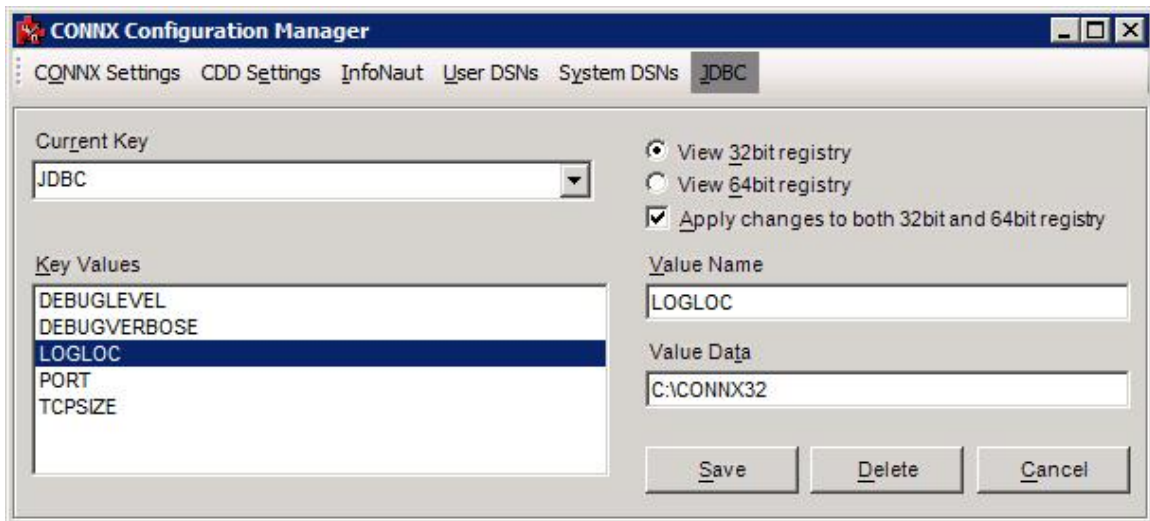 CONNX Configuration Manager
CONNX Settings CDD Settings InfoNaut User DSNs System DSNs JDBC
Current Key
JDBC
View 32bit registry
View 64bit registry
Apply changes to both 32bit and 64bit registry
Key Values
DEBUGLEVEL
DEBUGVERBOSE
LOGLOC
PORT
TCPSIZE
Value Name
LOGLOC
Value Data
C:\CONNX32
Save Delete Cancel